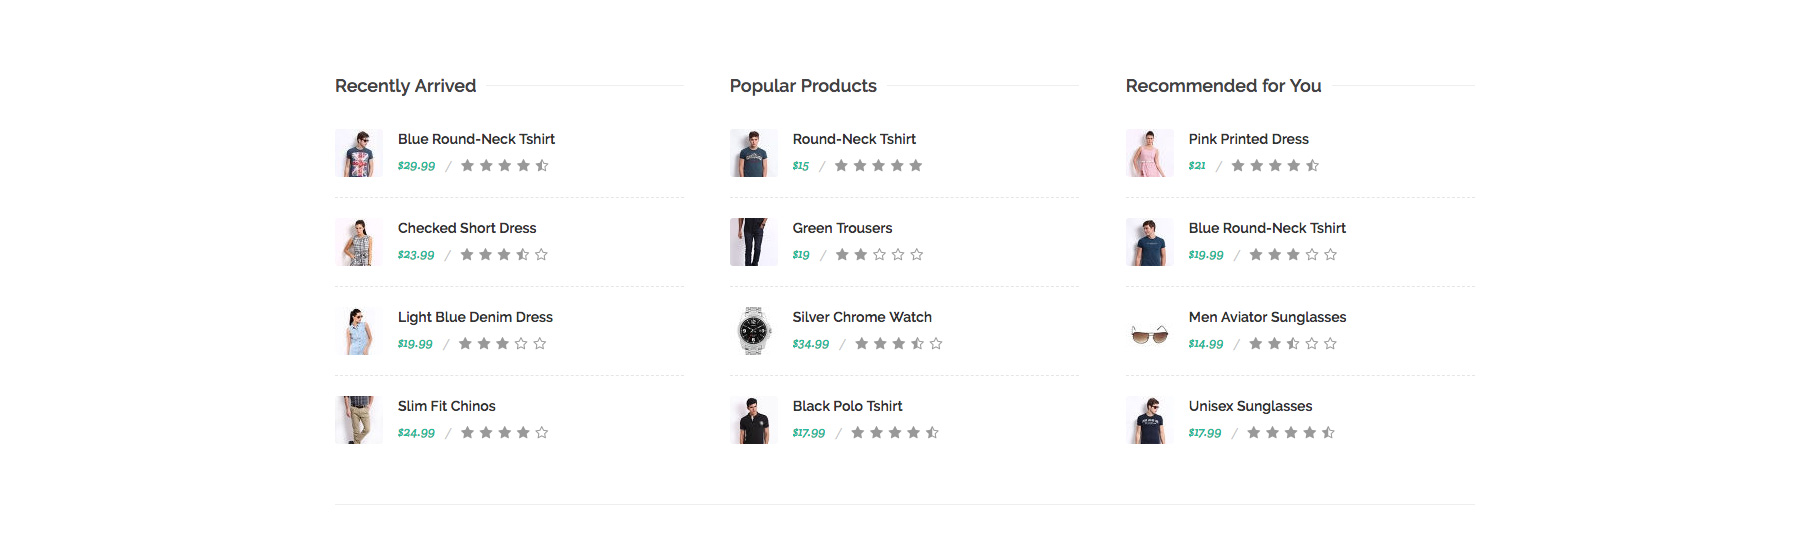 Recently Arrived
Blue Round-Neck Tshirt
$29.99 /
Checked Short Dress
$23.99 /
Light Blue Denim Dress
$19.99 /
Slim Fit Chinos
$24.99 /
Popular Products
Round-Neck Tshirt
$15 /
Green Trousers
$19 /
Silver Chrome Watch
$34.99 /
Black Polo Tshirt
$17.99 /
Recommended for You
Pink Printed Dress
$21 /
Blue Round-Neck Tshirt
$19.99 /
Men Aviator Sunglasses
$14.99 /
Unisex Sunglasses
$17.99 /